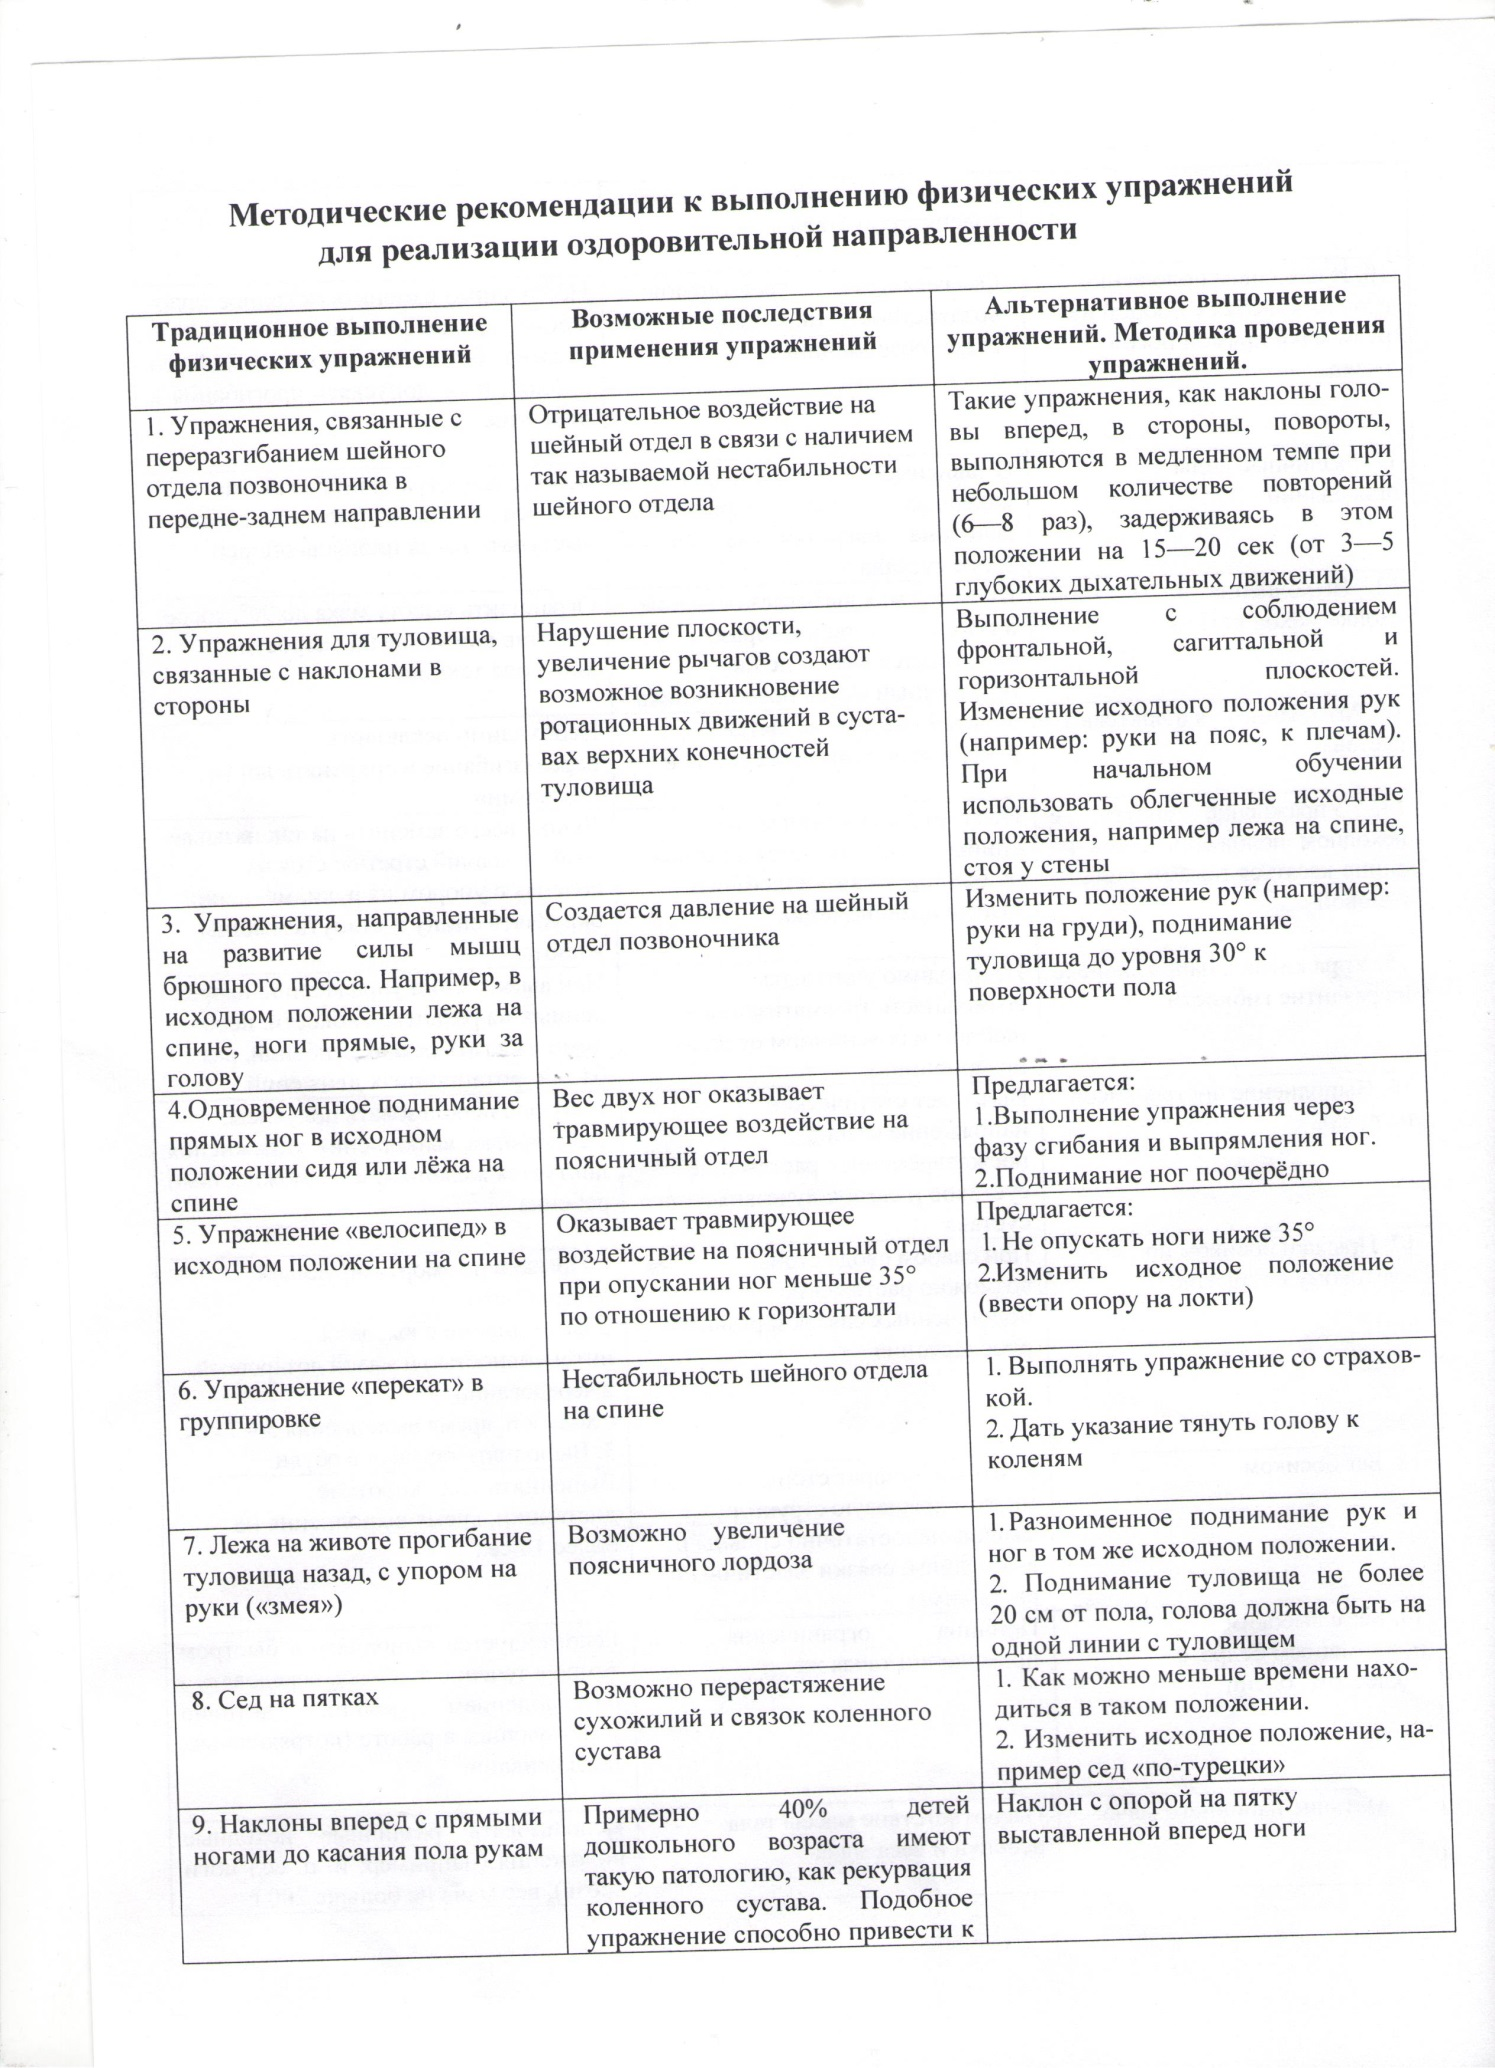 Методические рекомендации к выполнению физических упражнений
для реализации оздоровительной направленности
Традиционное выполнение
физических упражнений
Возможные последствия
применения упражнений
Альтернативное выполнение
упражнений. Методика проведения
упражнений.
1. Упражнения, связанные с
переразгибанием шейного
отдела позвоночника в
передне-заднем направлении
Отрицательное воздействие на
шейный отдел в связи с наличием
так называемой нестабильности
шейного отдела
Такие упражнения, как наклоны голо-
вы вперед, в стороны, повороты,
выполняются в медленном темпе при
небольшом количестве повторений
(6—8 раз), задерживаясь в этом
положении на 15—20 сек (от 3—5
глубоких дыхательных движений)
2. Упражнения для туловища,
связанные с наклонами в
стороны
Нарушение плоскости,
увеличение рычагов создают
возможное возникновение
ротационных движений в суста-
вах верхних конечностей
туловища
Выполнение с соблюдением
фронтальной, сагиттальной и
горизонтальной плоскостей.
Изменение исходного положения рук
(например: руки на пояс, к плечам).
При начальном обучении
использовать облегченные исходные
положения, например лежа на спине,
стоя у стены
3. Упражнения, направленные
на развитие силы мышц
брюшного пресса. Например, в
исходном положении лежа на
спине, ноги прямые, руки за
голову
Создается давление на шейный
отдел позвоночника
Изменить положение рук (например:
руки на груди), поднимание
туловища до уровня 30° к
поверхности пола
4.Одновременное поднимание
прямых ног в исходном
положении сидя или лёжа на
спине
Вес двух ног оказывает
травмирующее воздействие на
поясничный отдел
Предлагается:
1.Выполнение упражнения через
фазу сгибания и выпрямления ног.
2.Поднимание ног поочерёдно
5. Упражнение «велосипед» в
исходном положении на спине
Оказывает травмирующее
воздействие на поясничный отдел
при опускании ног меньше 35°
по отношению к горизонтали
Предлагается:
1. Не опускать ноги ниже 35°
2.Изменить исходное положение
(ввести опору на локти)
6. Упражнение «перекат» в
группировке
Нестабильность шейного отдела
на спине
1. Выполнять упражнение со страхов-
кой.
2. Дать указание тянуть голову к
коленям
7. Лежа на животе прогибание
туловища назад, с упором на
руки («змея»)
Возможно увеличение
поясничного лордоза
1. Разноименное поднимание рук и
ног в том же исходном положении.
2. Поднимание туловища не более
20 см от пола, голова должна быть на
одной линии с туловищем
8. Сед на пятках
Возможно перерастяжение
сухожилий и связок коленного
сустава
1. Как можно меньше времени нахо-
диться в таком положении.
2. Изменить исходное положение, на-
пример сед «по-турецки»
9. Наклоны вперед с прямыми
ногами до касания пола рукам
Примерно 40% детей
дошкольного возраста имеют
такую патологию, как рекурвация
коленного сустава. Подобное
упражнение способно привести к
Наклон с опорой на пятку
выставленной вперед ноги